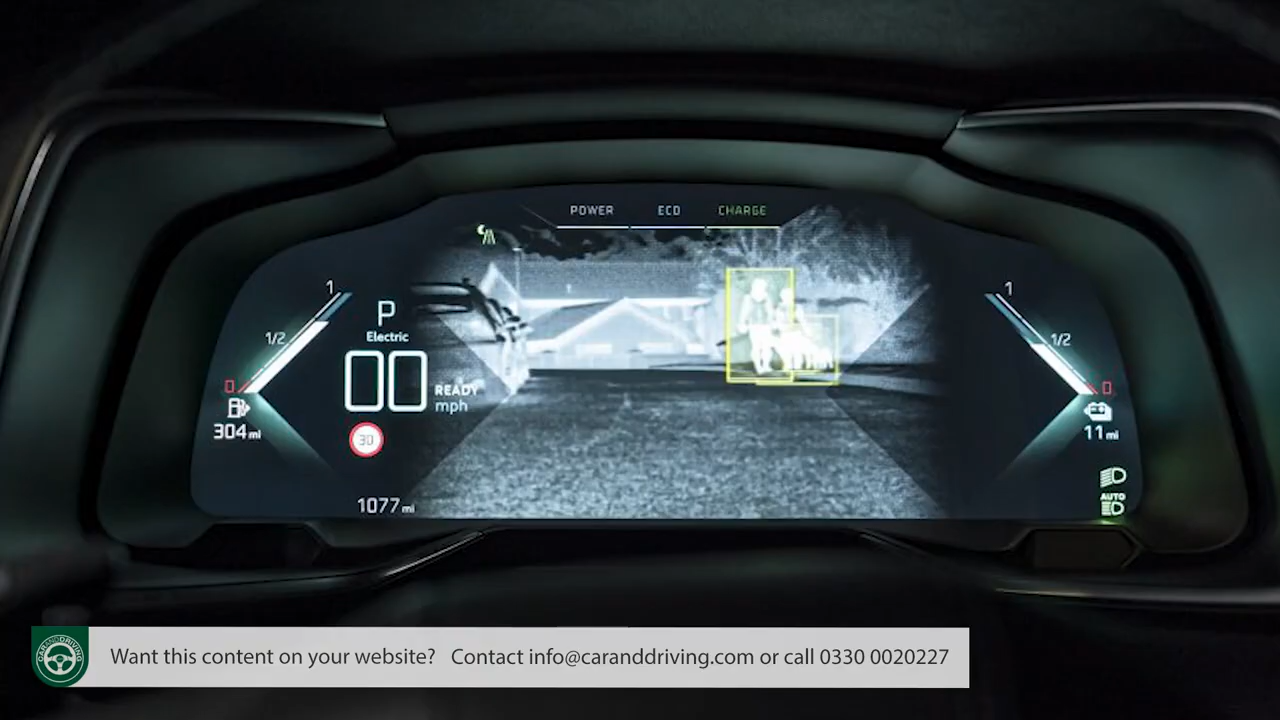 POWER ECO CHARGE
1
1/2
0
304 mi
P
Electric
00
READY
mph
30
1077 mi
1
1/2
0
11 mi
AUTO
CARANDDRIVING
Want this content on your website? Contact info@caranddriving.com or call 0330 0020227